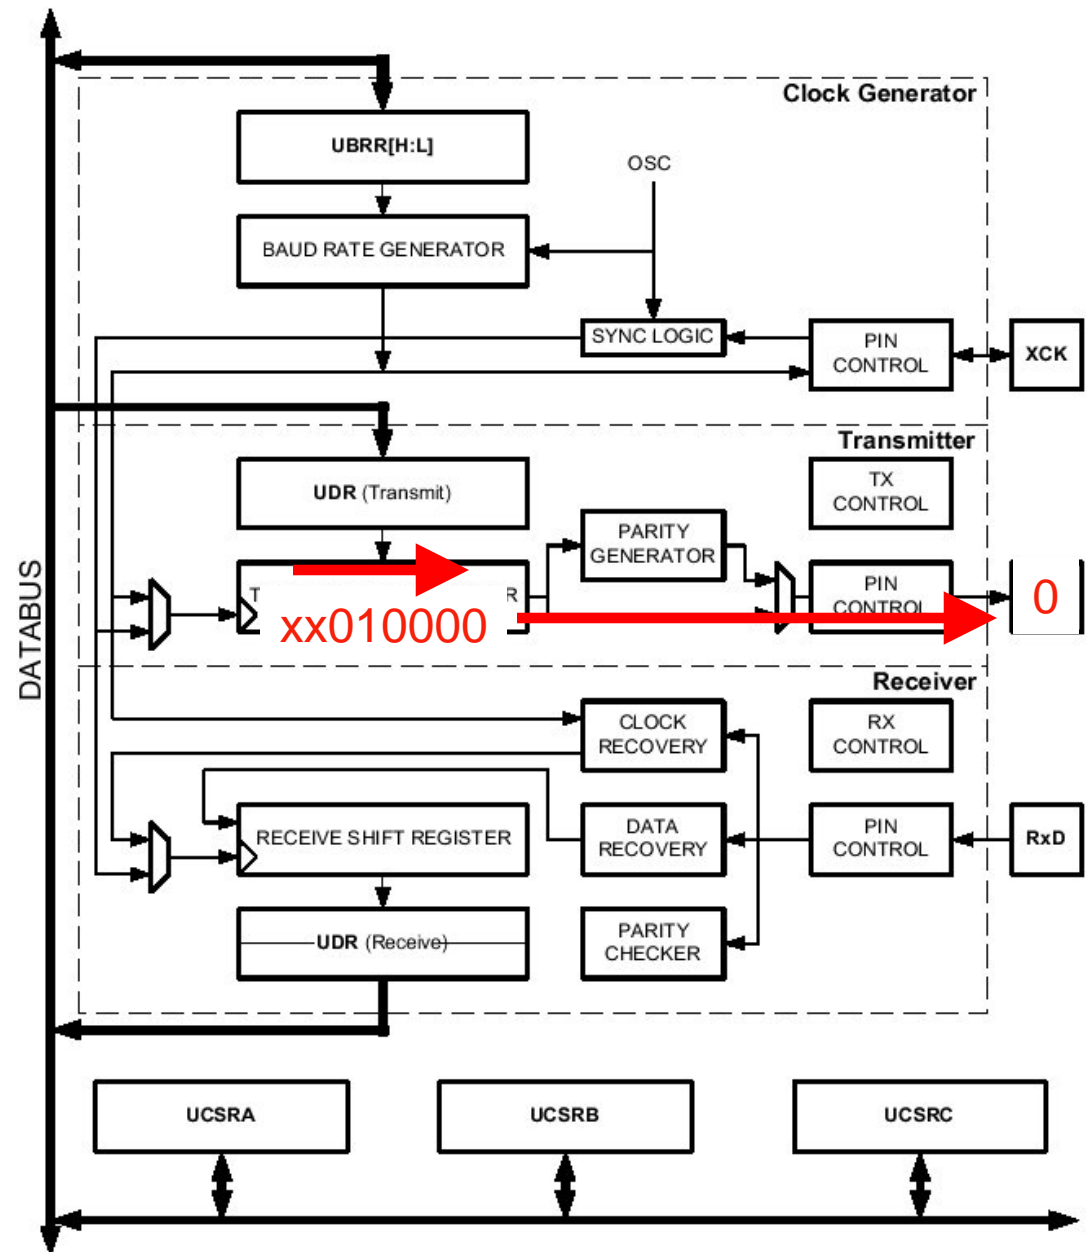 Clock Generator
UBRR[H:L]
OSC
BAUD RATE GENERATOR
SYNC LOGIC
PIN
CONTROL
XCK
Transmitter
UDR (Transmit)
TX
CONTROL
PARITY
GENERATOR
T
R
xx010000
PIN
CONTROL
0
DATABUS
Receiver
CLOCK
RECOVERY
RX
CONTROL
RECEIVE SHIFT REGISTER
DATA
RECOVERY
PIN
CONTROL
RxD
UDR (Receive)
PARITY
CHECKER
UCSRA
UCSRB
UCSRC